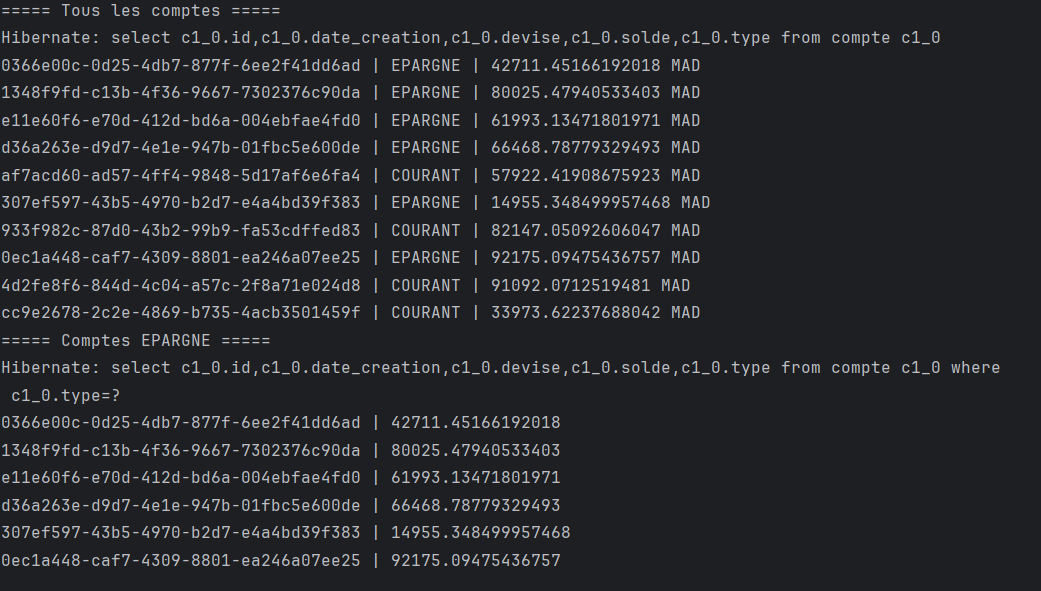 ===== Tous les comptes =====
Hibernate: select c1_0.id,c1_0.date_creation,c1_0.devise,c1_0.solde,c1_0.type from compte c1_0
0366e00c-0d25-4db7-877f-6ee2f41dd6ad | EPARGNE | 42711.45166192018 MAD
1348f9fd-c13b-4f36-9667-7302376c90da | EPARGNE | 80025.47940533403 MAD
e11e60f6-e70d-412d-bd6a-004ebfae4fd0 | EPARGNE | 61993.13471801971 MAD
d36a263e-d9d7-4e1e-947b-01fbc5e600de | EPARGNE | 66468.78779329493 MAD
af7acd60-ad57-4ff4-9848-5d17af6e6fa4 | COURANT | 57922.41908675923 MAD
307ef597-43b5-4970-b2d7-e4a4bd39f383 | EPARGNE | 14955.348499957468 MAD
933f982c-87d0-43b2-99b9-fa53cdffed83 | COURANT | 82147.05092606047 MAD
0ec1a448-caf7-4309-8801-ea246a07ee25 | EPARGNE | 92175.09475436757 MAD
4d2fe8f6-844d-4c04-a57c-2f8a71e024d8 | COURANT | 91092.0712519481 MAD
cc9e2678-2c2e-4869-b735-4acb3501459f | COURANT | 33973.62237688042 MAD
===== Comptes EPARGNE =====
Hibernate: select c1_0.id,c1_0.date_creation,c1_0.devise,c1_0.solde,c1_0.type from compte c1_0 where
c1_0.type=?
0366e00c-0d25-4db7-877f-6ee2f41dd6ad | 42711.45166192018
1348f9fd-c13b-4f36-9667-7302376c90da | 80025.47940533403
e11e60f6-e70d-412d-bd6a-004ebfae4fd0 | 61993.13471801971
d36a263e-d9d7-4e1e-947b-01fbc5e600de | 66468.78779329493
307ef597-43b5-4970-b2d7-e4a4bd39f383 | 14955.348499957468
0ec1a448-caf7-4309-8801-ea246a07ee25 | 92175.09475436757